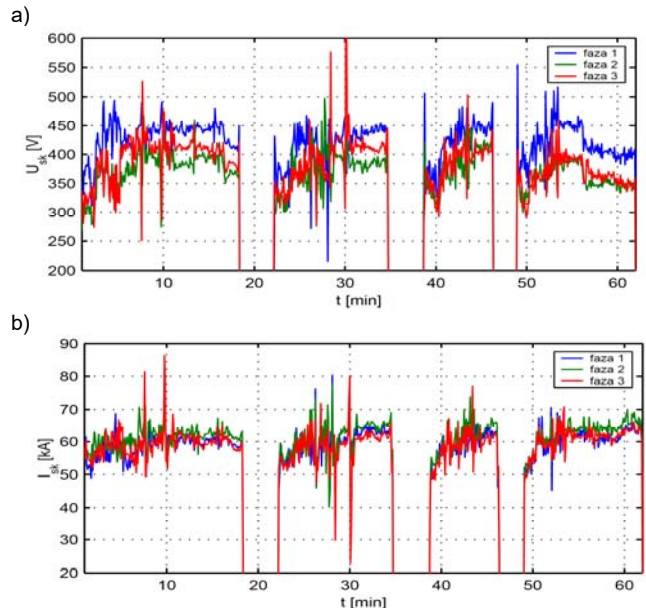 a)
600
550
500
450
400
350
300
250
200
U_sk [V]
faza 1
faza 2
faza 3
10 20 30 40 50 60
t [min]
b)
90
80
70
60
50
40
30
20
I_sk [kA]
faza 1
faza 2
faza 3
10 20 30 40 50 60
t [min]